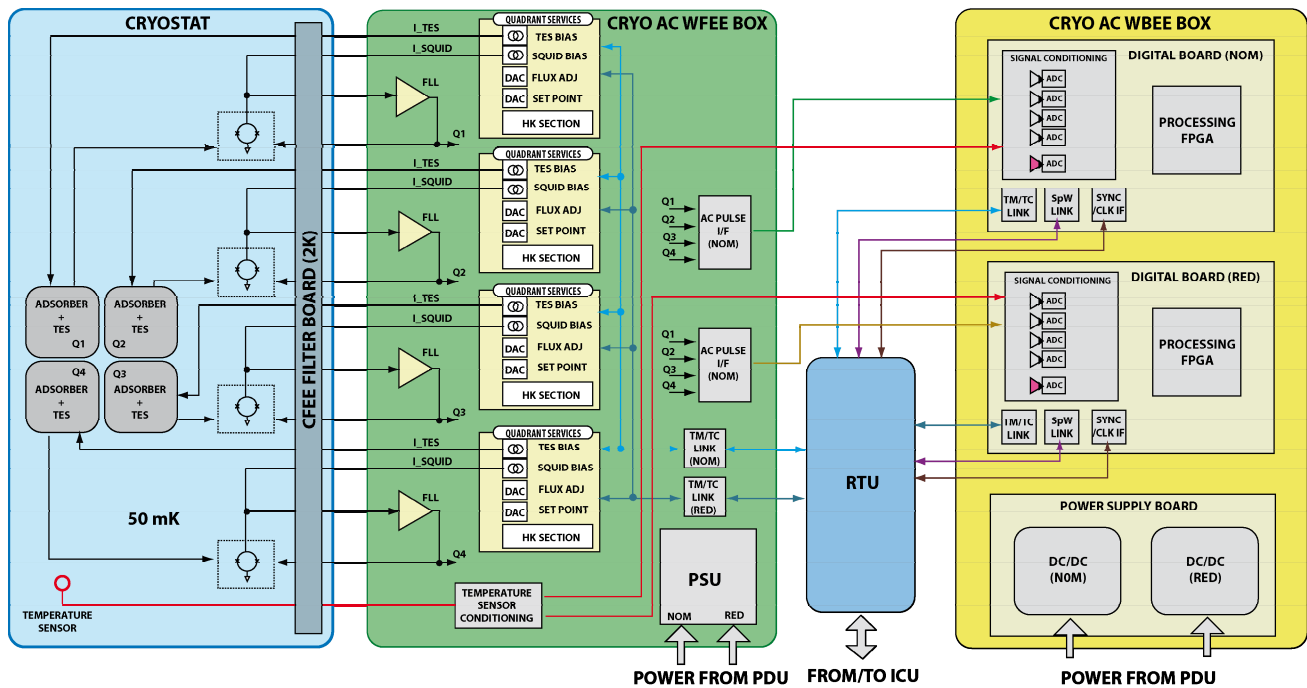 CRYOSTAT
CFEE FILTER BOARD (2K)
ADSORBER
+
TES
Q1
ADSORBER
+
TES
Q2
Q4
ADSORBER
+
TES
Q3
ADSORBER
+
TES
50 mK
TEMPERATURE
SENSOR
CRYO AC WFEE BOX
I_TES
I_SQUID
FLL
Q1
QUADRANT SERVICES
TES BIAS
SQUID BIAS
DAC FLUX ADJ
DAC SET POINT
HK SECTION
I_TES
I_SQUID
FLL
Q2
QUADRANT SERVICES
TES BIAS
SQUID BIAS
DAC FLUX ADJ
DAC SET POINT
HK SECTION
I_TES
I_SQUID
FLL
Q3
QUADRANT SERVICES
TES BIAS
SQUID BIAS
DAC FLUX ADJ
DAC SET POINT
HK SECTION
I_TES
I_SQUID
FLL
Q4
QUADRANT SERVICES
TES BIAS
SQUID BIAS
DAC FLUX ADJ
DAC SET POINT
HK SECTION
Q1
Q2
Q3
Q4
AC PULSE
I/F
(NOM)
Q1
Q2
Q3
Q4
AC PULSE
I/F
(NOM)
TM/TC
LINK
(NOM)
TM/TC
LINK
(RED)
TEMPERATURE
SENSOR
CONDITIONING
PSU
NOM RED
POWER FROM PDU
RTU
FROM/TO ICU
CRYO AC WBEE BOX
DIGITAL BOARD (NOM)
SIGNAL CONDITIONING
ADC
ADC
ADC
ADC
ADC
PROCESSING
FPGA
TM/TC
LINK
SpW
LINK
SYNC
/CLK IF
DIGITAL BOARD (RED)
SIGNAL CONDITIONING
ADC
ADC
ADC
ADC
ADC
PROCESSING
FPGA
TM/TC
LINK
SpW
LINK
SYNC
/CLK IF
POWER SUPPLY BOARD
DC/DC
(N0M)
DC/DC
(RED)
POWER FROM PDU